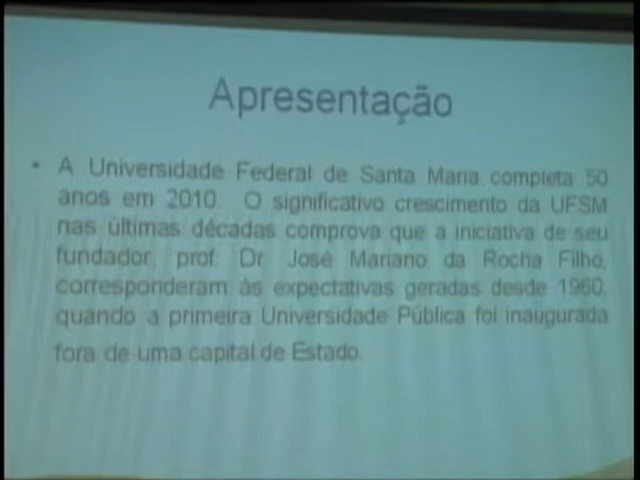 Apresentação
• A Universidade Federal de Santa Maria completa 50
anos em 2010. O significativo crescimento da UFSM
nas últimas décadas comprova que a iniciativa de seu
fundador, prof. Dr. José Mariano da Rocha Filho,
corresponderam às expectativas geradas desde 1960,
quando a primeira Universidade Pública foi inaugurada
fora de uma capital de Estado.